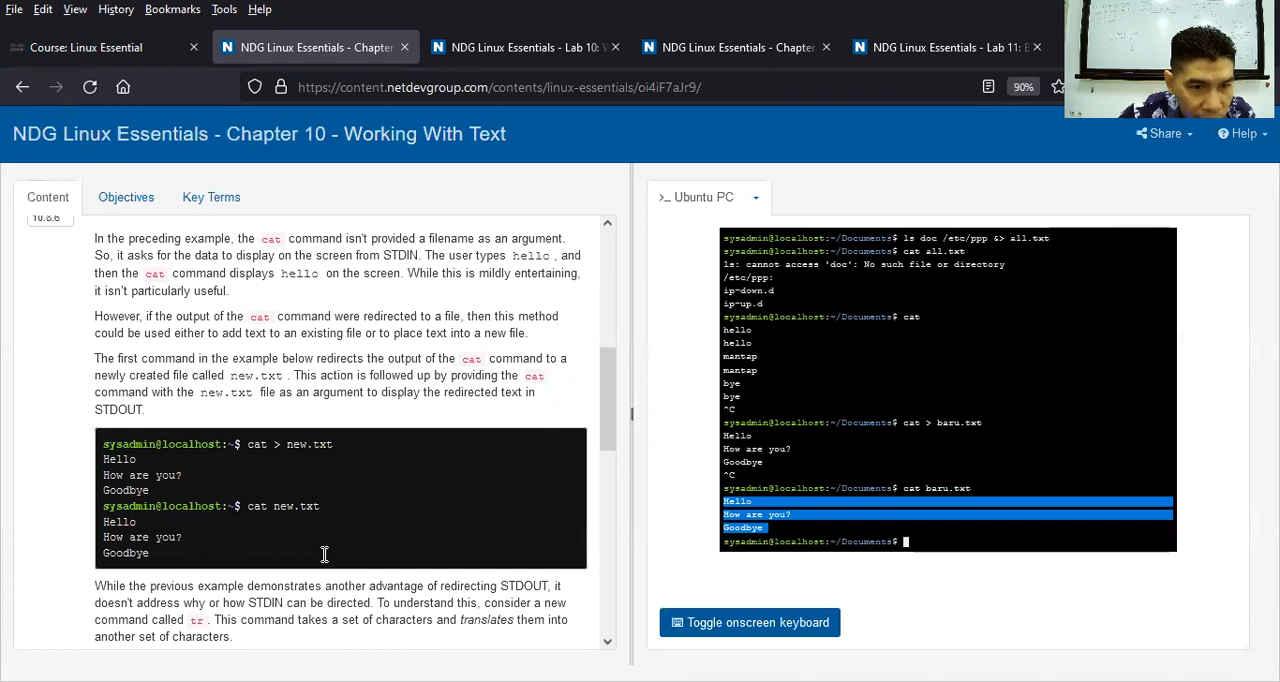 File Edit View History Bookmarks Tools Help
Course: Linux Essential
NDG Linux Essentials - Chapter
NDG Linux Essentials - Lab 10: W
NDG Linux Essentials - Chapter
NDG Linux Essentials - Lab 11: B
https://content.netdevgroup.com/contents/linux-essentials/oi4iF7aJr9/
90%
NDG Linux Essentials - Chapter 10 - Working With Text
Share
Help
Content Objectives Key Terms
10.8.6
In the preceding example, the cat command isn't provided a filename as an argument.
So, it asks for the data to display on the screen from STDIN. The user types hello, and
then the cat command displays hello on the screen. While this is mildly entertaining,
it isn't particularly useful.
However, if the output of the cat command were redirected to a file, then this method
could be used either to add text to an existing file or to place text into a new file.
The first command in the example below redirects the output of the cat command to a
newly created file called new.txt. This action is followed up by providing the cat
command with the new.txt file as an argument to display the redirected text in
STDOUT.
sysadmin@localhost:~$ cat > new.txt
Hello
How are you?
Goodbye
sysadmin@localhost:~$ cat new.txt
Hello
How are you?
Goodbye
While the previous example demonstrates another advantage of redirecting STDOUT, it
doesn't address why or how STDIN can be directed. To understand this, consider a new
command called tr. This command takes a set of characters and translates them into
another set of characters.
>_ Ubuntu PC
sysadmin@localhost:~/Documents$ ls doc /etc/ppp &> all.txt
sysadmin@localhost:~/Documents$ cat all.txt
ls: cannot access 'doc': No such file or directory
/etc/ppp:
ip-down.d
ip-up.d
sysadmin@localhost:~/Documents$ cat
hello
hello
mantap
mantap
bye
bye
^C
sysadmin@localhost:~/Documents$ cat > baru.txt
Hello
How are you?
Goodbye
^C
sysadmin@localhost:~/Documents$ cat baru.txt
Hello
How are you?
Goodbye
sysadmin@localhost:~/Documents$
Toggle onscreen keyboard